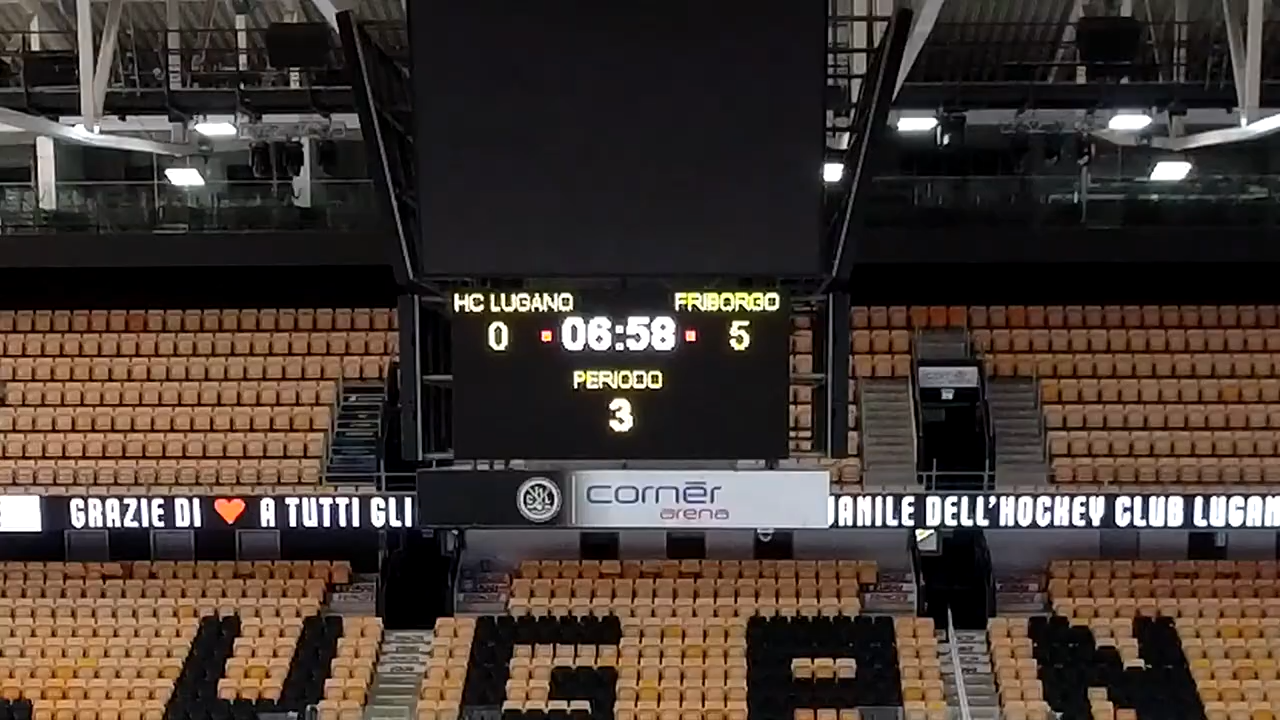 HC LUGANO FRIBORGO
0 06:58 5
PERIODO
3
GRAZIE DI ❤ A TUTTI GLI
cornèr
arena
ANILE DELL'HOCKEY CLUB LUGAN
UGAN